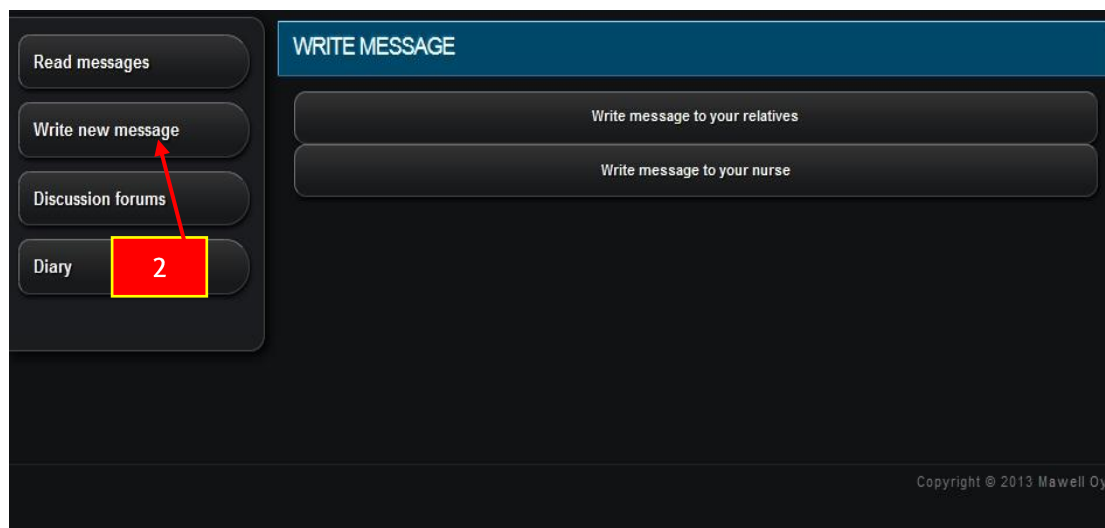 Read messages
Write new message
Discussion forums
Diary
2
WRITE MESSAGE
Write message to your relatives
Write message to your nurse
Copyright © 2013 Mawell Oy